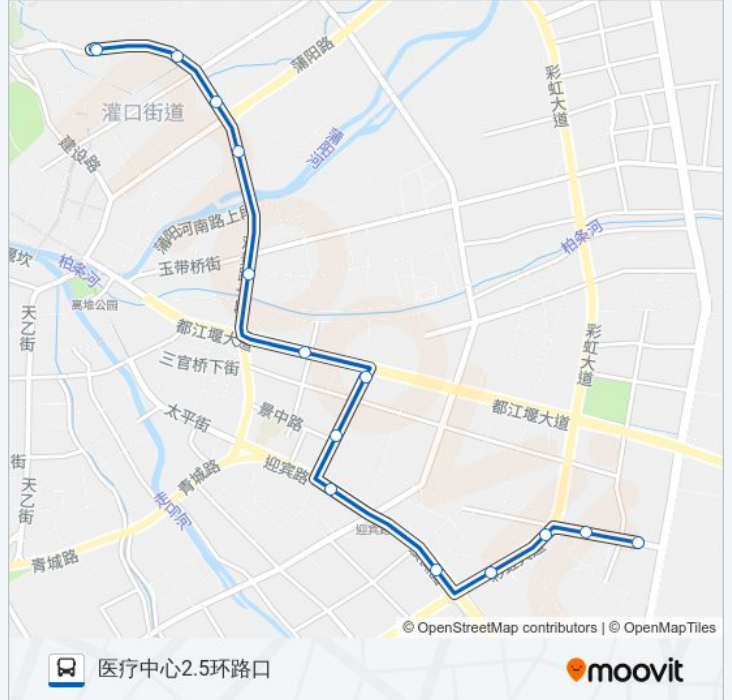 蒲阳路
彩虹大道
灌口街道
蒲阳河
建设路
蒲阳河南路上段
柏条河
柏条河
玉带桥街
高地公园
天乙街
都江堰大道
彩虹大道
三官桥下街
都江堰大道
太平街
景中路
迎宾路
街
青城路
天乙街
走马河
迎宾路
青城路
© OpenStreetMap contributors | © OpenMapTiles
医疗中心2.5环路口
moovit